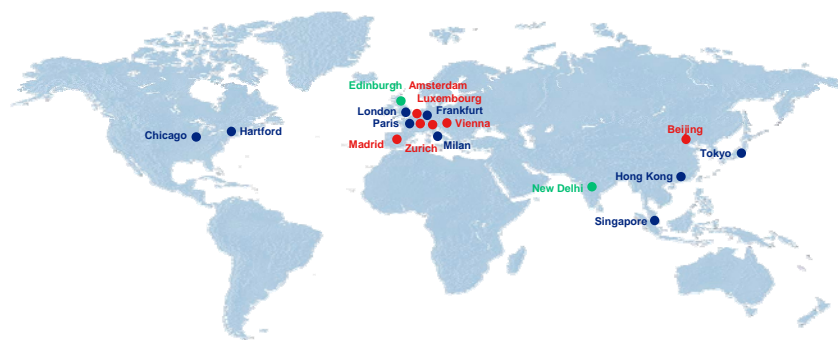 Edinburgh
Amsterdam
Luxembourg
London
Frankfurt
Paris
Vienna
Chicago
Hartford
Madrid
Zurich
Milan
Beijing
Tokyo
Hong Kong
New Delhi
Singapore